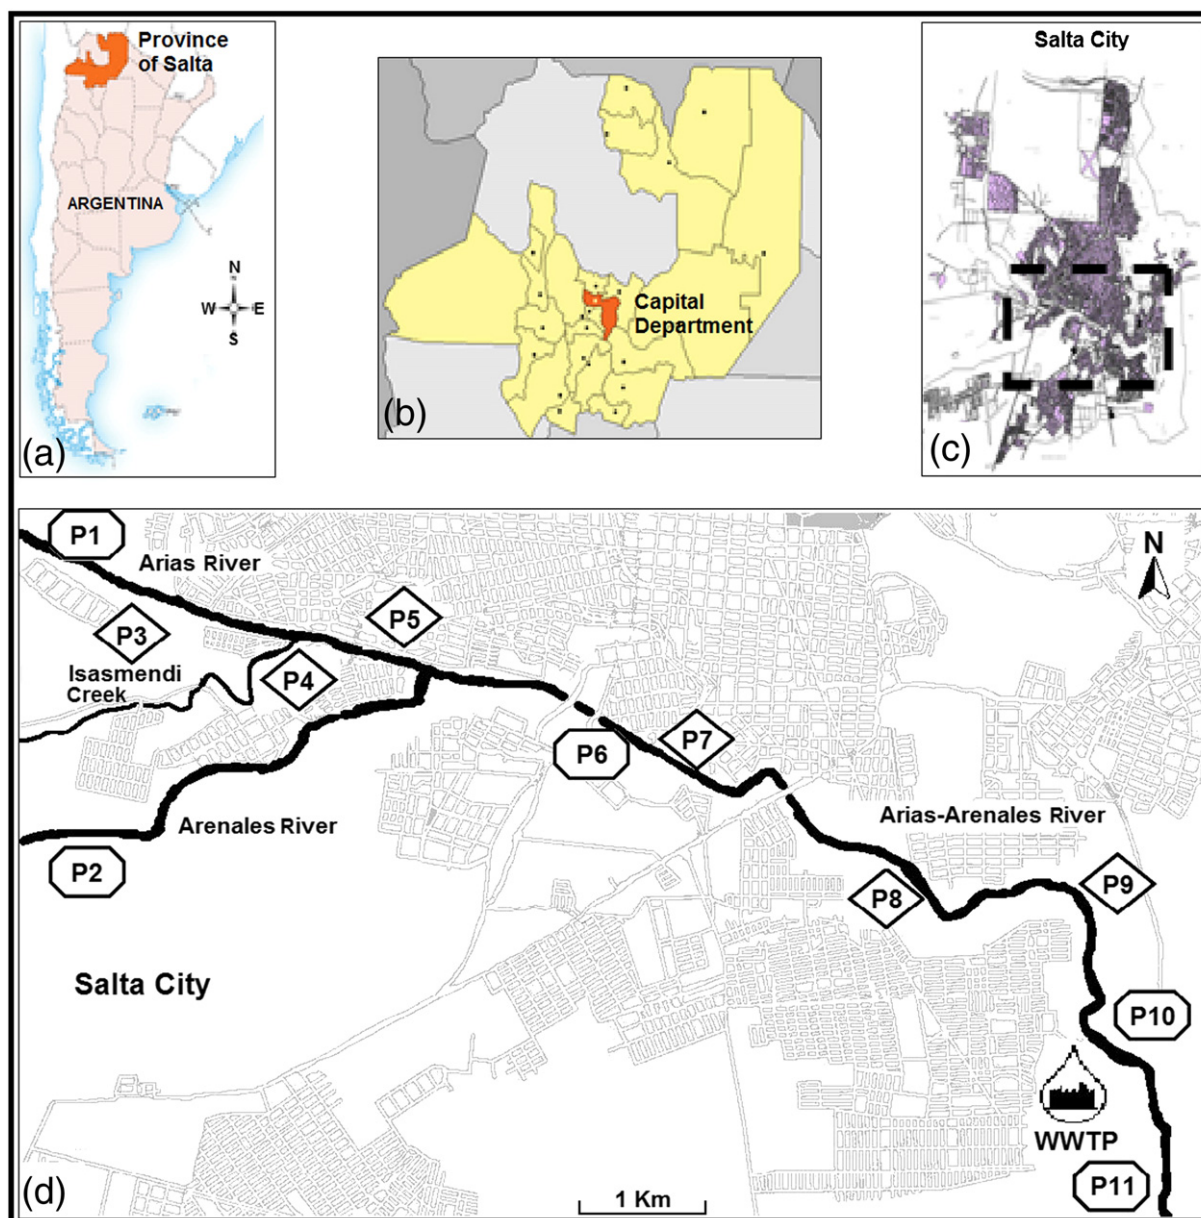 Province
of Salta
ARGENTINA
N
W E
S
(a)
Capital
Department
(b)
Salta City
(c)
P1
Arias River
N
P3
P5
Isasmendi
Creek
P4
P6
P7
Arenales River
Arias-Arenales River
P2
P8
P9
Salta City
P10
WWTP
(d)
1 Km
P11